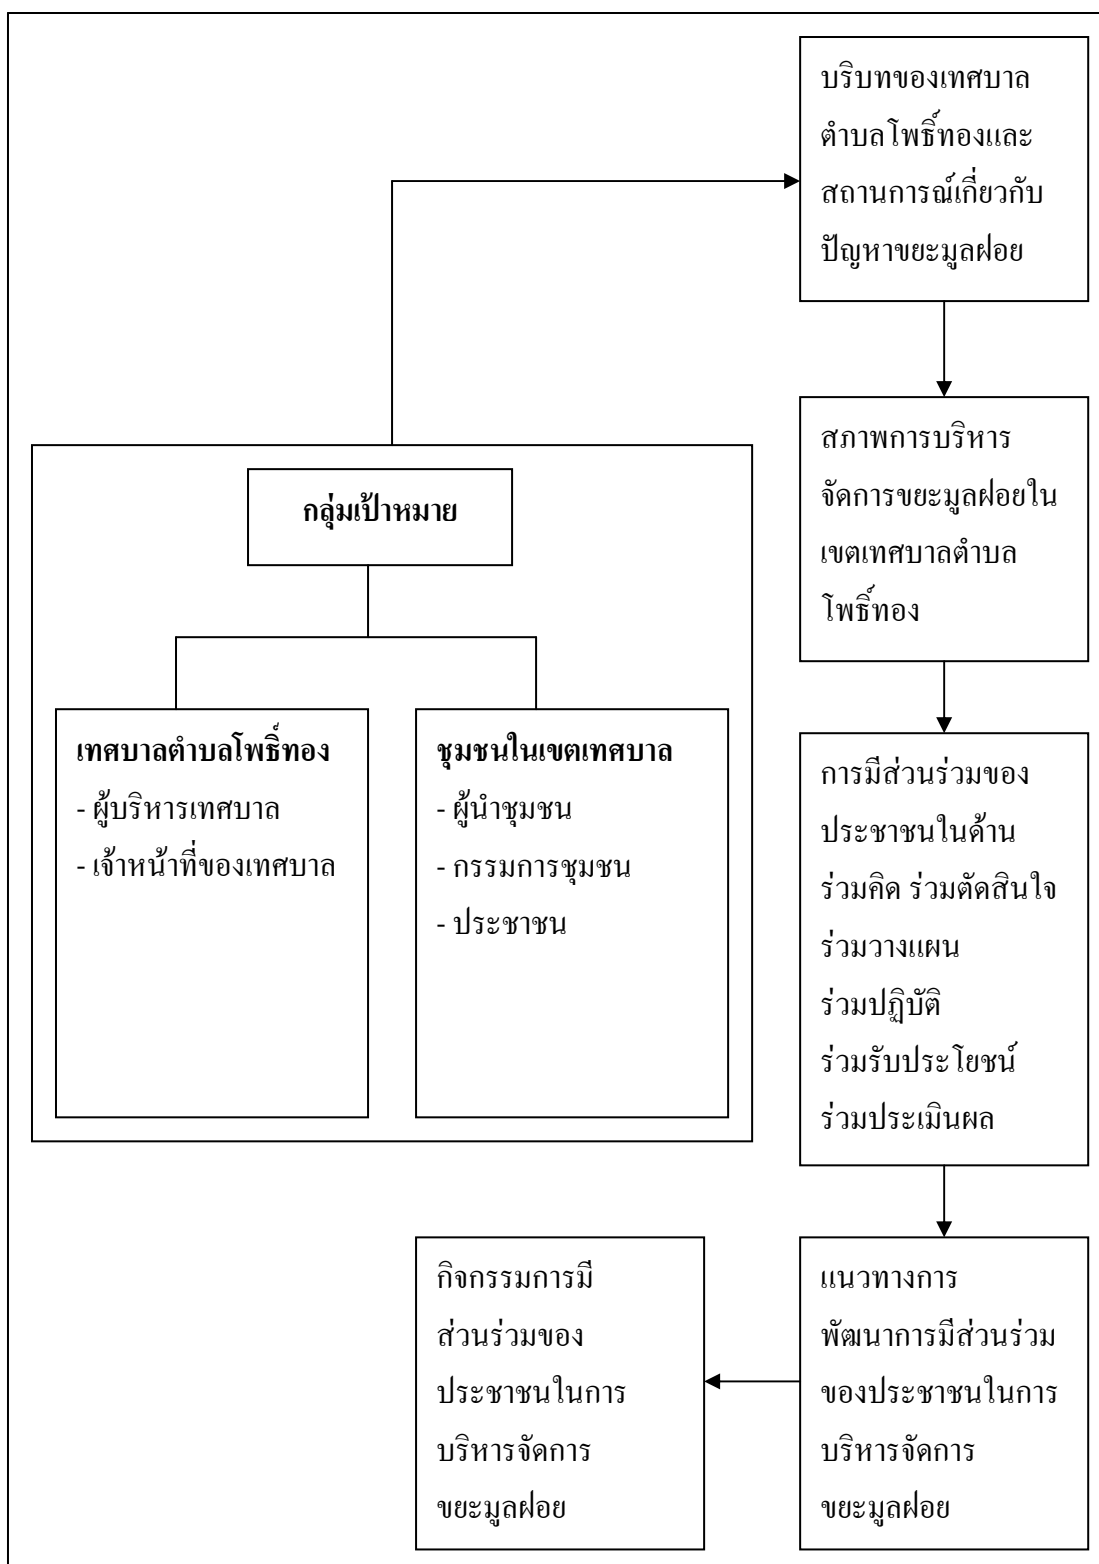 บริบทของเทศบาล
ตำบลโพธิ์ทองและ
สถานการณ์เกี่ยวกับ
ปัญหาขยะมูลฝอย
สภาพการบริหาร
จัดการขยะมูลฝอยใน
เขตเทศบาลตำบล
โพธิ์ทอง
กลุ่มเป้าหมาย
เทศบาลตำบลโพธิ์ทอง
- ผู้บริหารเทศบาล
- เจ้าหน้าที่ของเทศบาล
ชุมชนในเขตเทศบาล
- ผู้นำชุมชน
- กรรมการชุมชน
- ประชาชน
การมีส่วนร่วมของ
ประชาชนในด้าน
ร่วมคิด ร่วมตัดสินใจ
ร่วมวางแผน
ร่วมปฏิบัติ
ร่วมรับประโยชน์
ร่วมประเมินผล
แนวทางการ
พัฒนาการมีส่วนร่วม
ของประชาชนในการ
บริหารจัดการ
ขยะมูลฝอย
กิจกรรมการมี
ส่วนร่วมของ
ประชาชนในการ
บริหารจัดการ
ขยะมูลฝอย